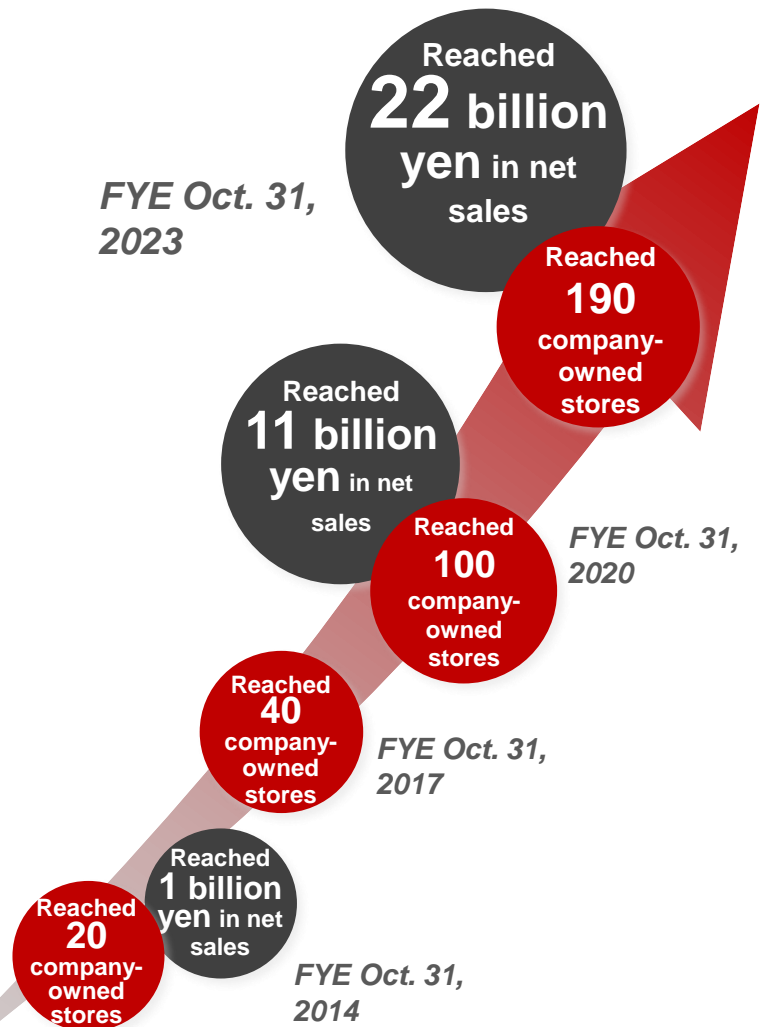 Reached
22 billion
yen in net
sales
FYE Oct. 31,
2023
Reached
190
company-
owned
stores
Reached
11 billion
yen in net
sales
Reached
100
company-
owned
stores
FYE Oct. 31,
2020
Reached
40
company-
owned
stores
FYE Oct. 31,
2017
Reached
1 billion
yen in net
sales
Reached
20
company-
owned
stores
FYE Oct. 31,
2014